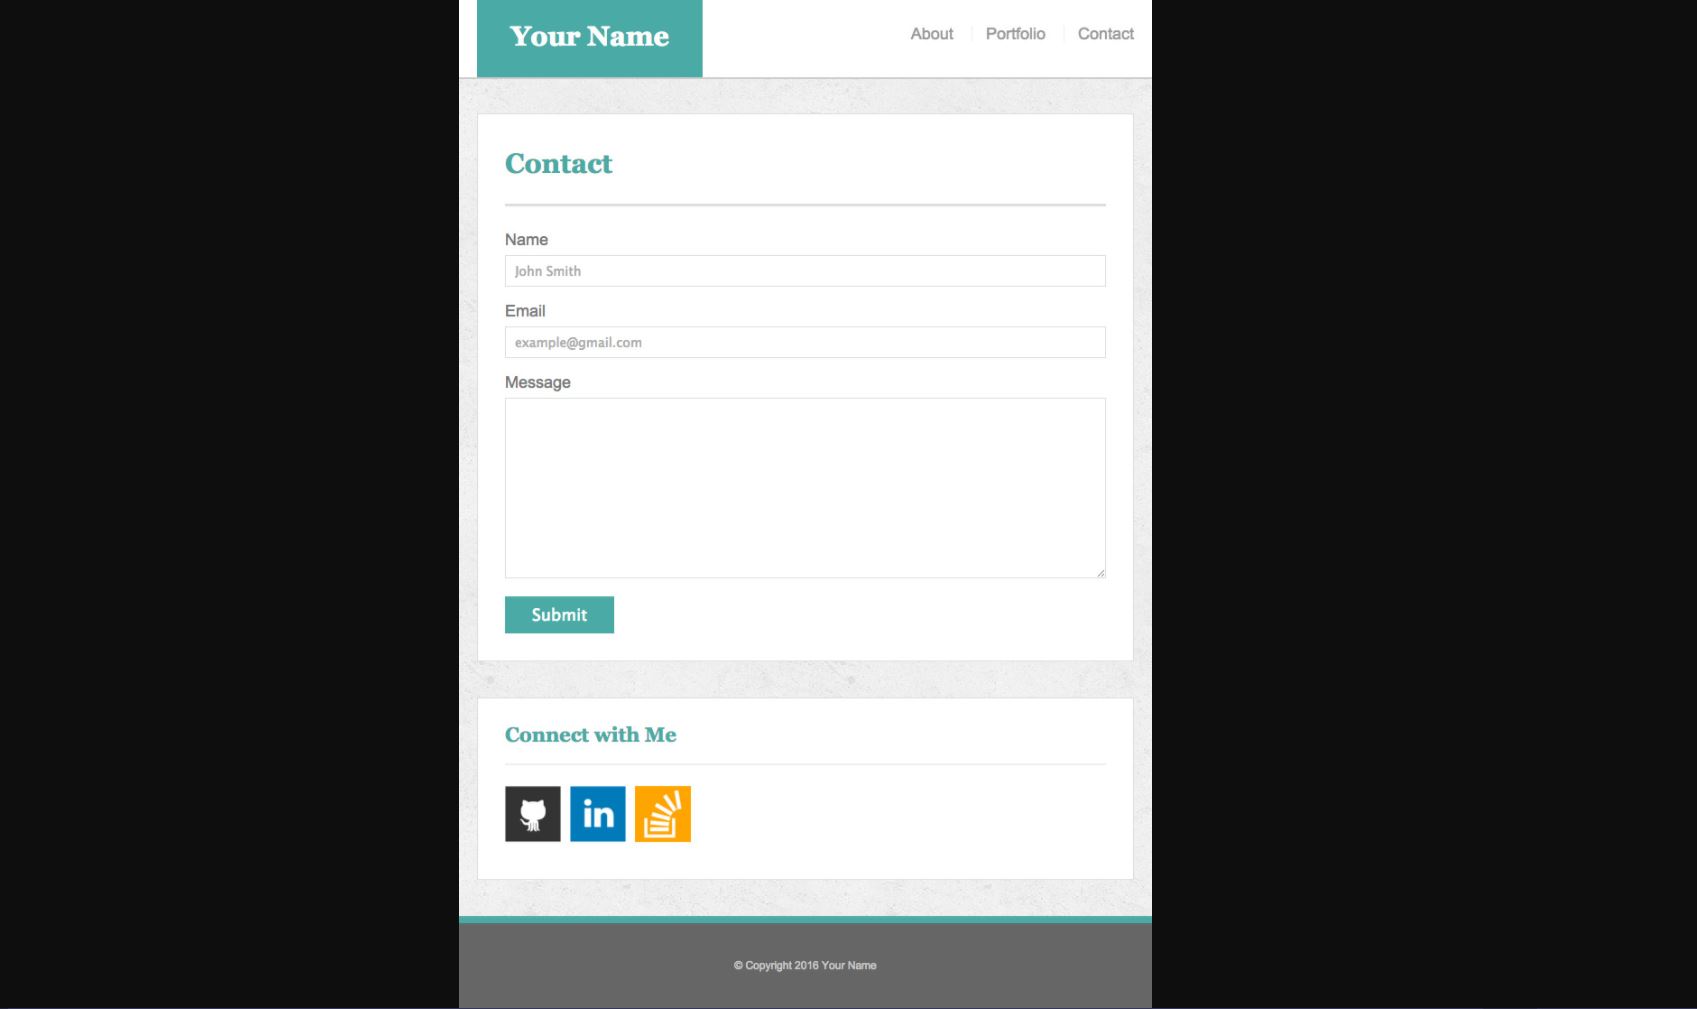 Your Name
About
Portfolio
Contact
Contact
Name
John Smith
Email
example@gmail.com
Message
Submit
Connect with Me
in
© Copyright 2016 Your Name